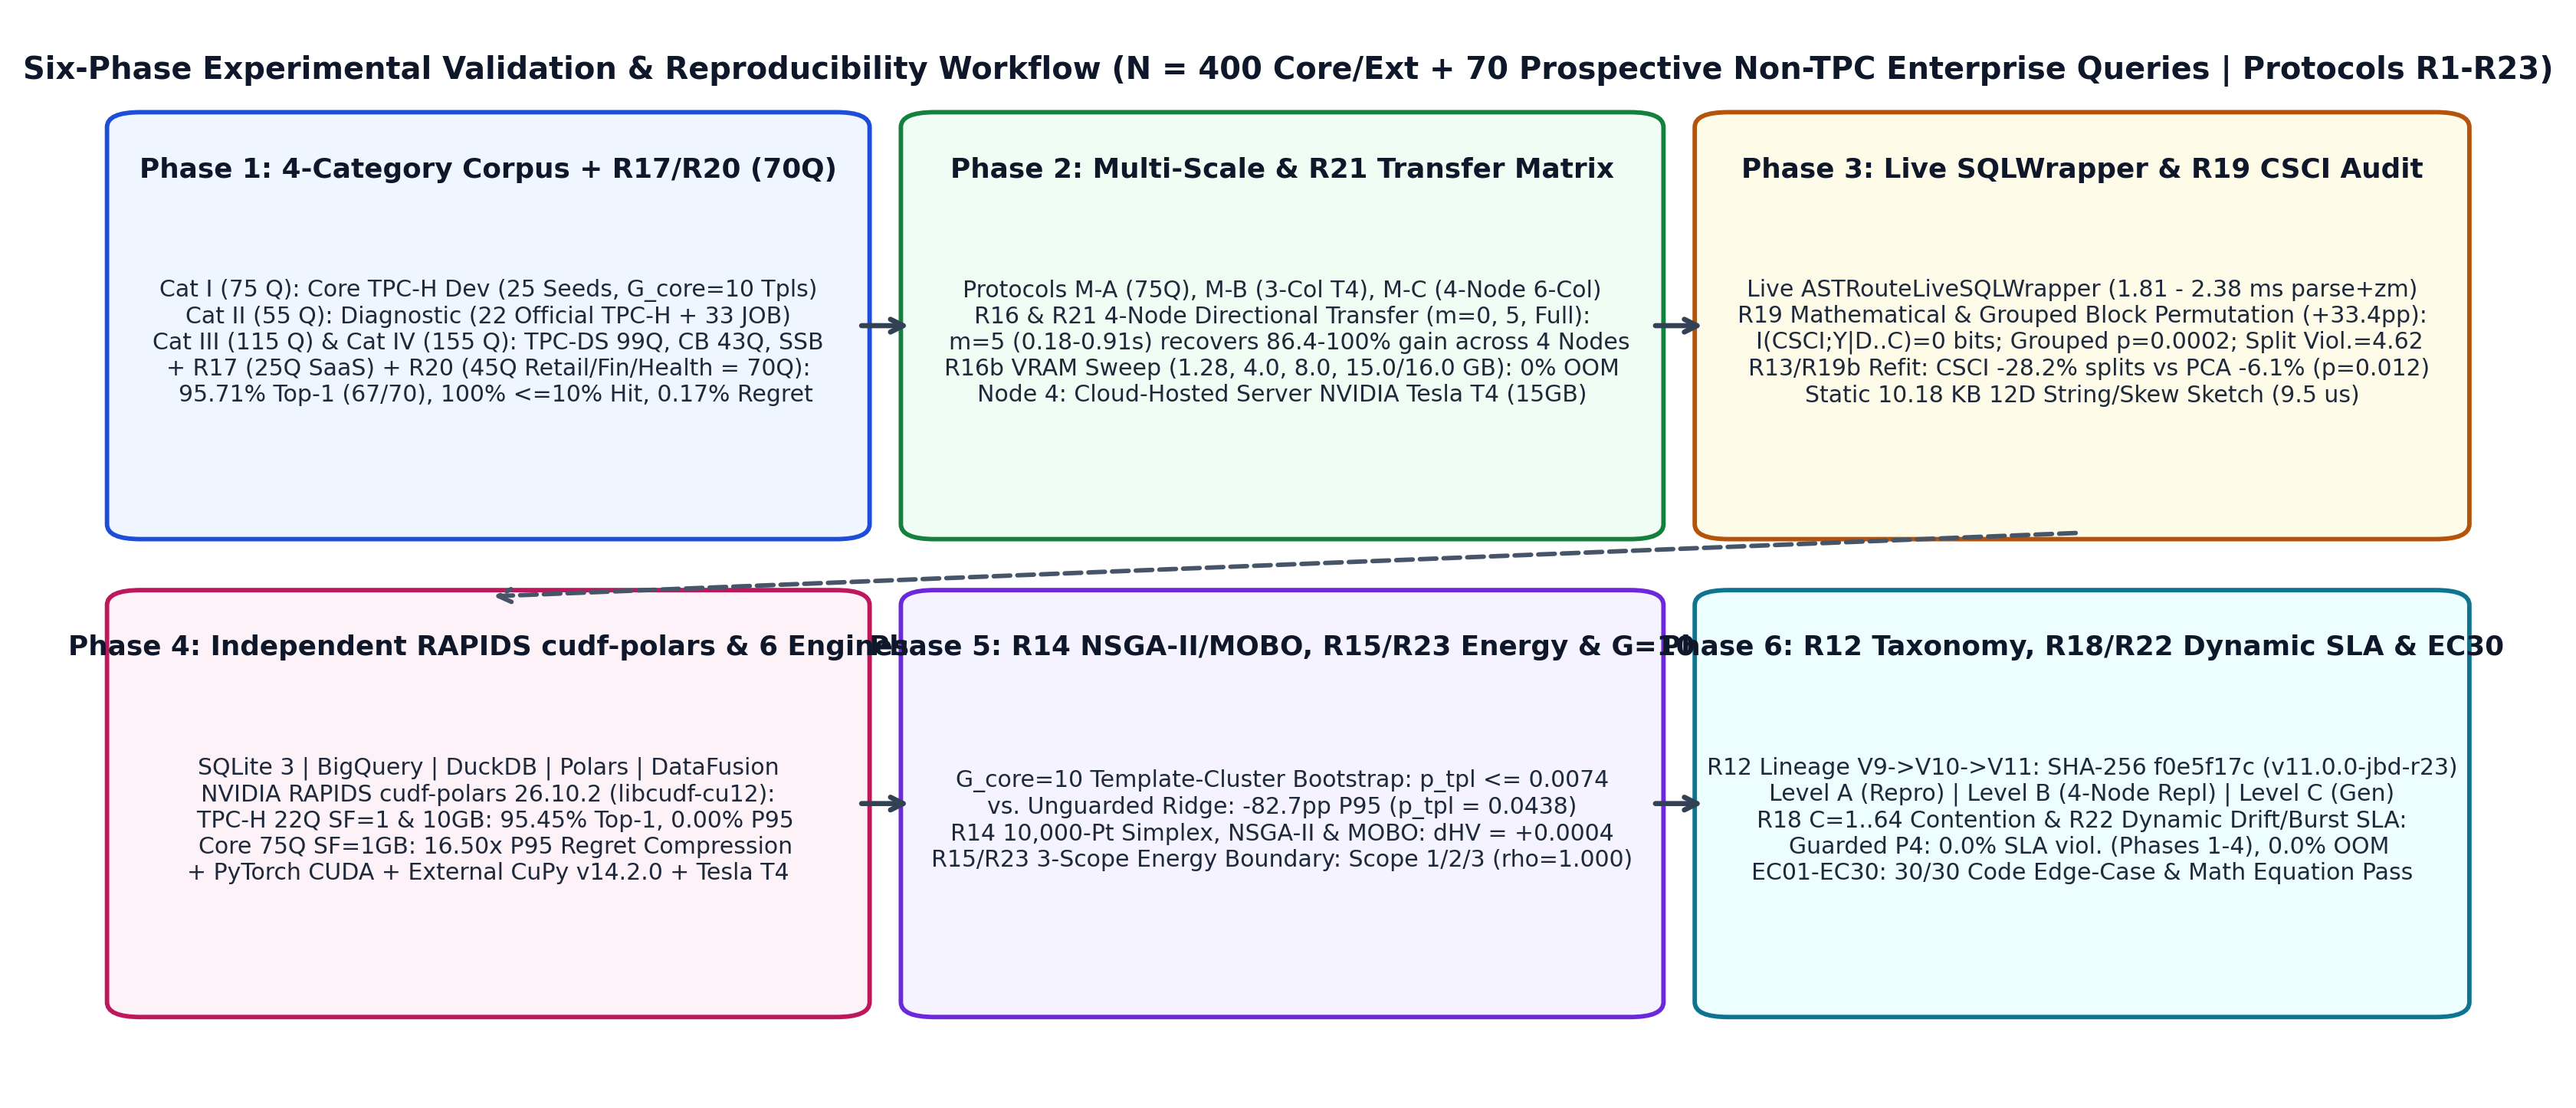 Six-Phase Experimental Validation & Reproducibility Workflow (N = 400 Core/Ext + 70 Prospective Non-TPC Enterprise Queries | Protocols R1-R23)
Phase 1: 4-Category Corpus + R17/R20 (70Q)
Cat I (75 Q): Core TPC-H Dev (25 Seeds, G_core=10 Tpls)
Cat II (55 Q): Diagnostic (22 Official TPC-H + 33 JOB)
Cat III (115 Q) & Cat IV (155 Q): TPC-DS 99Q, CB 43Q, SSB
+ R17 (25Q SaaS) + R20 (45Q Retail/Fin/Health = 70Q):
95.71% Top-1 (67/70), 100% <=10% Hit, 0.17% Regret
Phase 2: Multi-Scale & R21 Transfer Matrix
Protocols M-A (75Q), M-B (3-Col T4), M-C (4-Node 6-Col)
R16 & R21 4-Node Directional Transfer (m=0, 5, Full):
m=5 (0.18-0.91s) recovers 86.4-100% gain across 4 Nodes
R16b VRAM Sweep (1.28, 4.0, 8.0, 15.0/16.0 GB): 0% OOM
Node 4: Cloud-Hosted Server NVIDIA Tesla T4 (15GB)
Phase 3: Live SQLWrapper & R19 CSCI Audit
Live ASTRouteLiveSQLWrapper (1.81 - 2.38 ms parse+zm)
R19 Mathematical & Grouped Block Permutation (+33.4pp):
I(CSCI;Y|D..C)=0 bits; Grouped p=0.0002; Split Viol.=4.62
R13/R19b Refit: CSCI -28.2% splits vs PCA -6.1% (p=0.012)
Static 10.18 KB 12D String/Skew Sketch (9.5 us)
Phase 4: Independent RAPIDS cudf-polars & 6 Engines
SQLite 3 | BigQuery | DuckDB | Polars | DataFusion
NVIDIA RAPIDS cudf-polars 26.10.2 (libcudf-cu12):
TPC-H 22Q SF=1 & 10GB: 95.45% Top-1, 0.00% P95
Core 75Q SF=1GB: 16.50x P95 Regret Compression
+ PyTorch CUDA + External CuPy v14.2.0 + Tesla T4
Phase 5: R14 NSGA-II/MOBO, R15/R23 Energy & G=10
G_core=10 Template-Cluster Bootstrap: p_tpl <= 0.0074
vs. Unguarded Ridge: -82.7pp P95 (p_tpl = 0.0438)
R14 10,000-Pt Simplex, NSGA-II & MOBO: dHV = +0.0004
R15/R23 3-Scope Energy Boundary: Scope 1/2/3 (rho=1.000)
Phase 6: R12 Taxonomy, R18/R22 Dynamic SLA & EC30
R12 Lineage V9->V10->V11: SHA-256 f0e5f17c (v11.0.0-jbd-r23)
Level A (Repro) | Level B (4-Node Repl) | Level C (Gen)
R18 C=1..64 Contention & R22 Dynamic Drift/Burst SLA:
Guarded P4: 0.0% SLA viol. (Phases 1-4), 0.0% OOM
EC01-EC30: 30/30 Code Edge-Case & Math Equation Pass